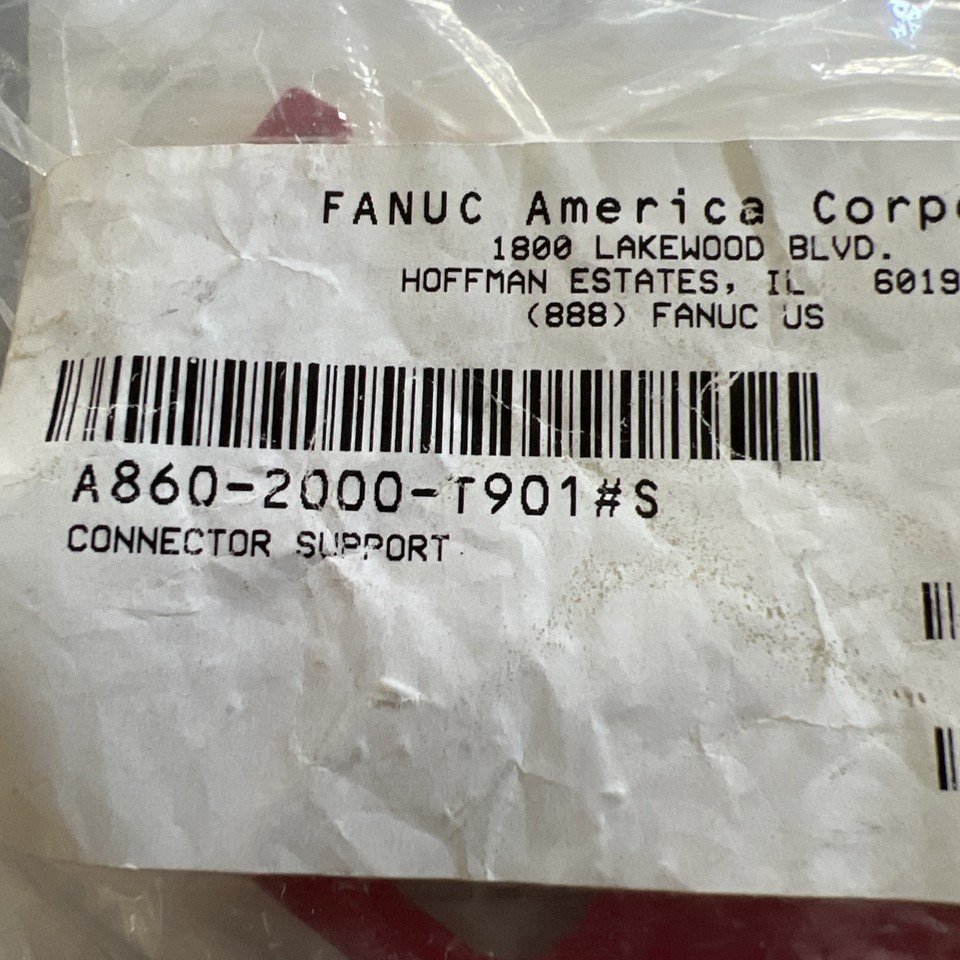 FANUC America Corp
1800 LAKEWOOD BLVD.
HOFFMAN ESTATES, IL 6019
(888) FANUC US
A860-2000-T901#S
CONNECTOR SUPPORT